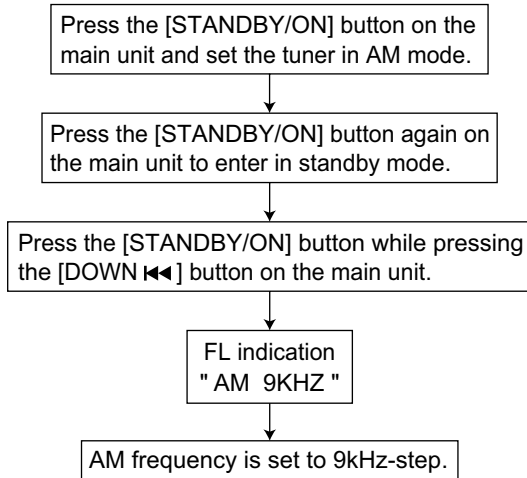 Press the [STANDBY/ON] button on the
main unit and set the tuner in AM mode.
Press the [STANDBY/ON] button again on
the main unit to enter in standby mode.
Press the [STANDBY/ON] button while pressing
the [DOWN ⏮] button on the main unit.
FL indication
" AM 9KHZ "
AM frequency is set to 9kHz-step.